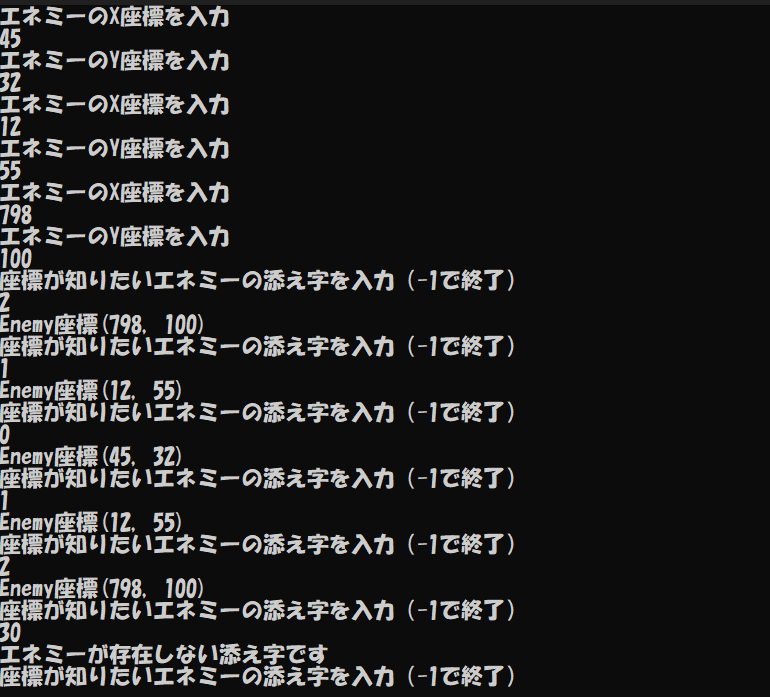 エネミーのX座標を入力
45
エネミーのY座標を入力
32
エネミーのX座標を入力
12
エネミーのY座標を入力
55
エネミーのX座標を入力
798
エネミーのY座標を入力
100
座標が知りたいエネミーの添え字を入力（-1で終了）
2
Enemy座標(798, 100)
座標が知りたいエネミーの添え字を入力（-1で終了）
1
Enemy座標(12, 55)
座標が知りたいエネミーの添え字を入力（-1で終了）
0
Enemy座標(45, 32)
座標が知りたいエネミーの添え字を入力（-1で終了）
1
Enemy座標(12, 55)
座標が知りたいエネミーの添え字を入力（-1で終了）
2
Enemy座標(798, 100)
座標が知りたいエネミーの添え字を入力（-1で終了）
30
エネミーが存在しない添え字です
座標が知りたいエネミーの添え字を入力（-1で終了）